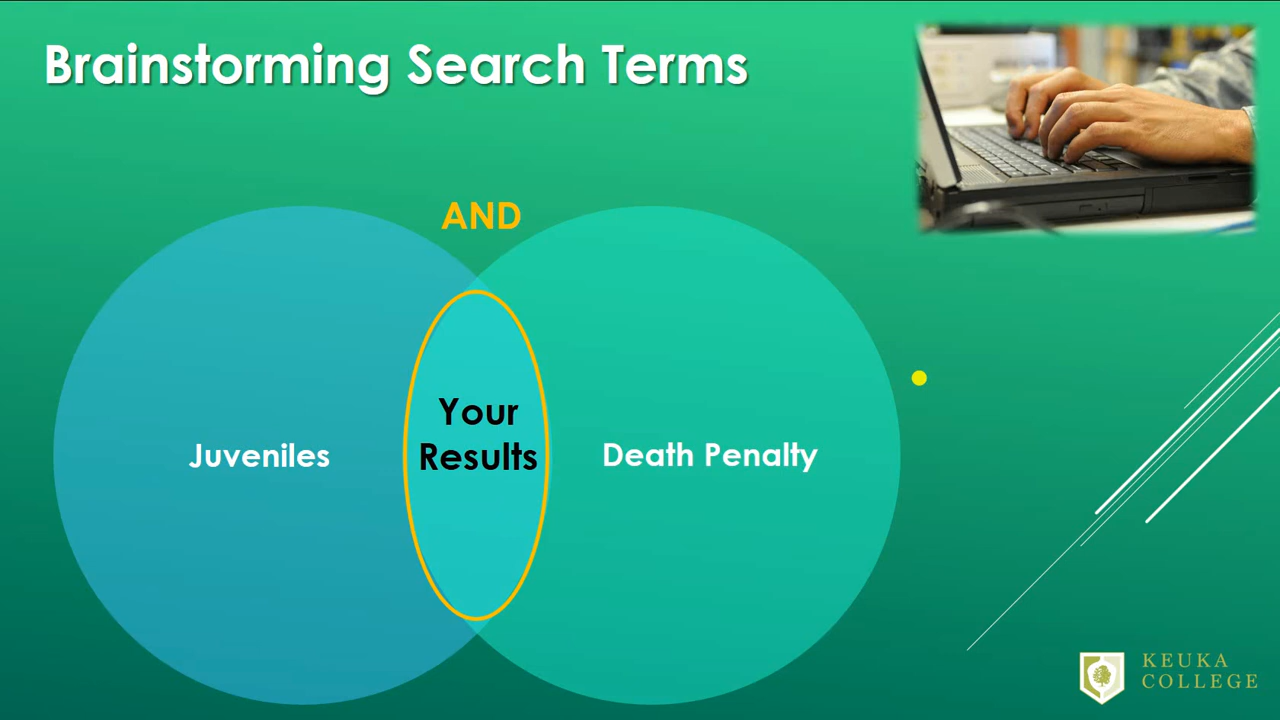 Brainstorming Search Terms
AND
Your
Results
Juveniles
Death Penalty
KEUKA
COLLEGE